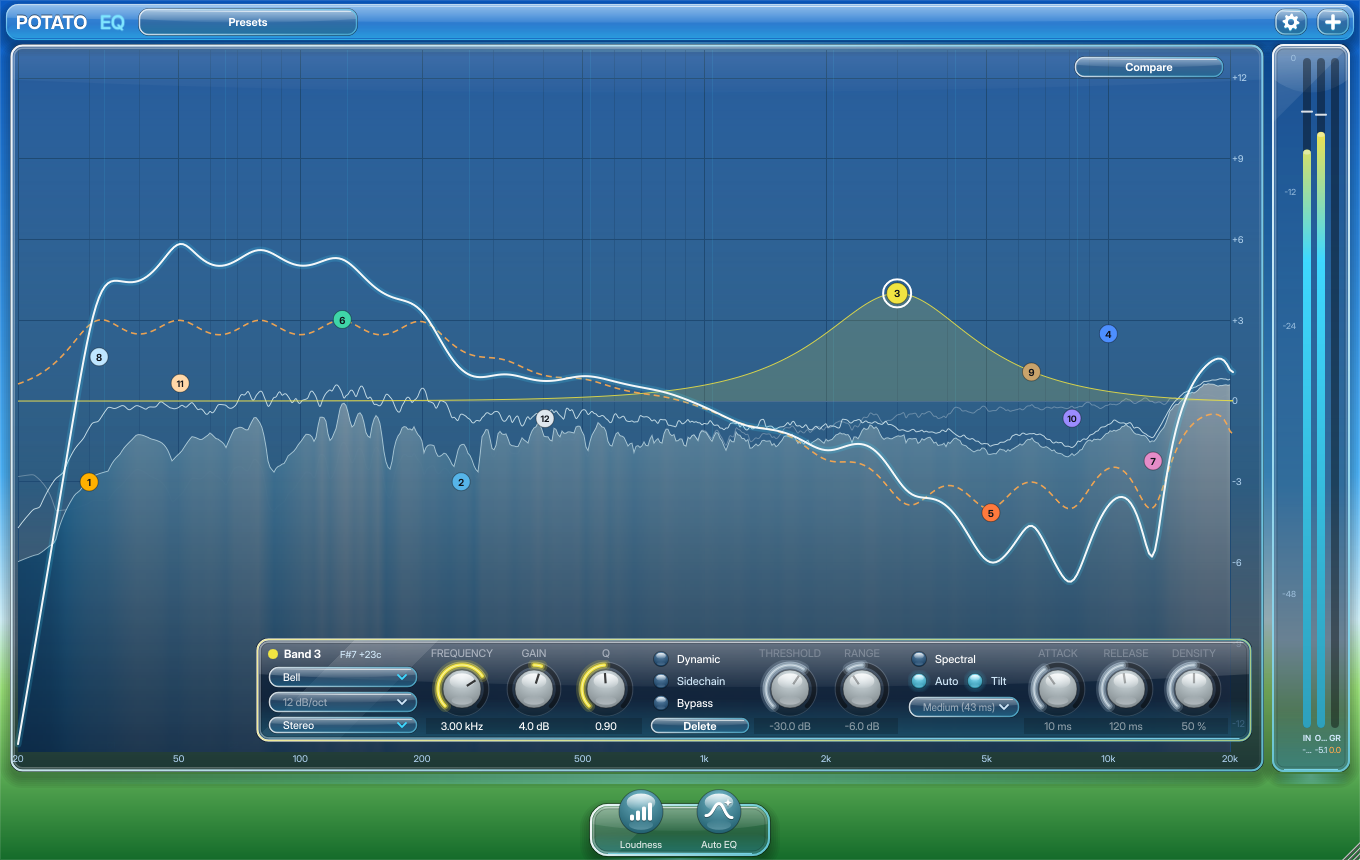 POTATO EQ
Presets
Compare
+12
+9
+6
+3
0
-3
-6
-12
0
-12
-24
-48
3
4
6
8
9
11
12
10
7
1
2
5
Band 3 F#7 +23c
Bell
12 dB/oct
Stereo
FREQUENCY GAIN Q
3.00 kHz 4.0 dB 0.90
Dynamic
Sidechain
Bypass
Delete
THRESHOLD RANGE
-30.0 dB -6.0 dB
Spectral
Auto Tilt
Medium (43 ms)
ATTACK RELEASE DENSITY
10 ms 120 ms 50 %
20 50 100 200 500 1k 2k 5k 10k 20k
IN O... GR
-... -5.1 0.0
Loudness Auto EQ